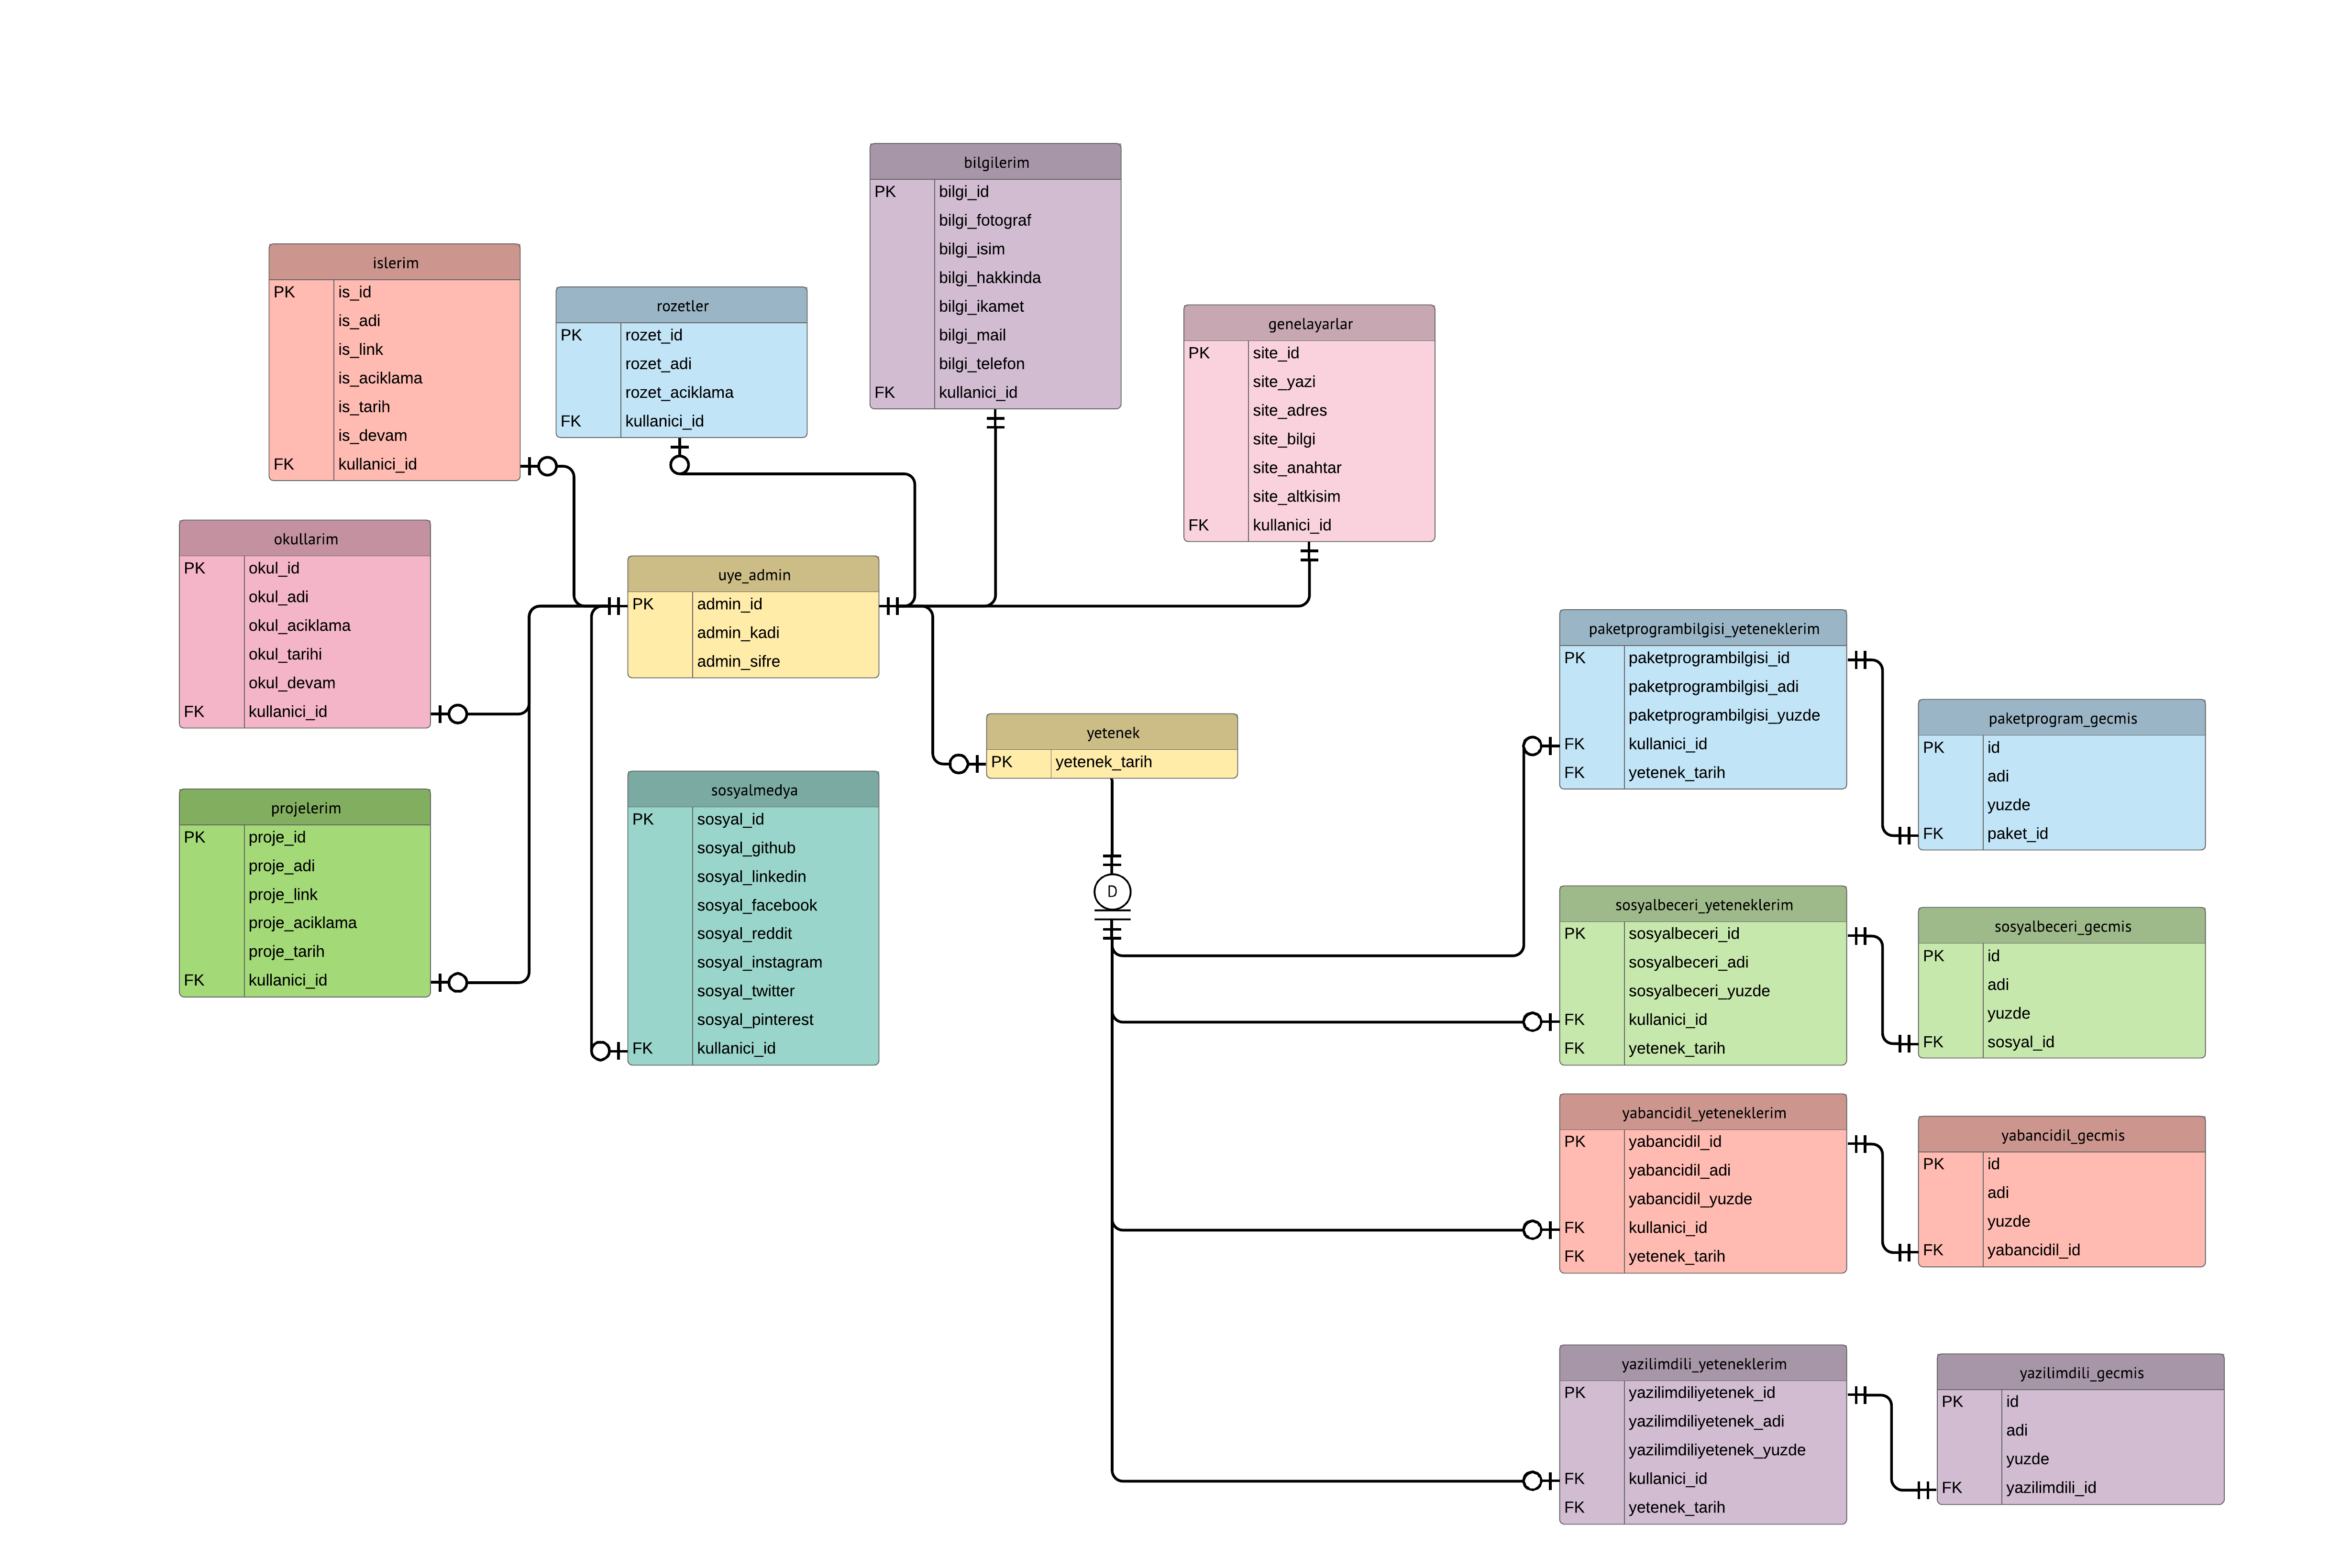 bilgilerim
PK bilgi_id
bilgi_fotograf
bilgi_isim
bilgi_hakkinda
bilgi_ikamet
bilgi_mail
bilgi_telefon
FK kullanici_id
islerim
PK is_id
is_adi
is_link
is_aciklama
is_tarih
is_devam
FK kullanici_id
rozetler
PK rozet_id
rozet_adi
rozet_aciklama
FK kullanici_id
genelayarlar
PK site_id
site_yazi
site_adres
site_bilgi
site_anahtar
site_altkisim
FK kullanici_id
okullarim
PK okul_id
okul_adi
okul_aciklama
okul_tarihi
okul_devam
FK kullanici_id
uye_admin
PK admin_id
admin_kadi
admin_sifre
projelerim
PK proje_id
proje_adi
proje_link
proje_aciklama
proje_tarih
FK kullanici_id
sosyalmedya
PK sosyal_id
sosyal_github
sosyal_linkedin
sosyal_facebook
sosyal_reddit
sosyal_instagram
sosyal_twitter
sosyal_pinterest
FK kullanici_id
yetenek
PK yetenek_tarih
D
paketprogrambilgisi_yeteneklerim
PK paketprogrambilgisi_id
paketprogrambilgisi_adi
paketprogrambilgisi_yuzde
FK kullanici_id
FK yetenek_tarih
paketprogram_gecmis
PK id
adi
yuzde
FK paket_id
sosyalbeceri_yeteneklerim
PK sosyalbeceri_id
sosyalbeceri_adi
sosyalbeceri_yuzde
FK kullanici_id
FK yetenek_tarih
sosyalbeceri_gecmis
PK id
adi
yuzde
FK sosyal_id
yabancidil_yeteneklerim
PK yabancidil_id
yabancidil_adi
yabancidil_yuzde
FK kullanici_id
FK yetenek_tarih
yabancidil_gecmis
PK id
adi
yuzde
FK yabancidil_id
yazilimdili_yeteneklerim
PK yazilimdiliyetenek_id
yazilimdiliyetenek_adi
yazilimdiliyetenek_yuzde
FK kullanici_id
FK yetenek_tarih
yazilimdili_gecmis
PK id
adi
yuzde
FK yazilimdili_id